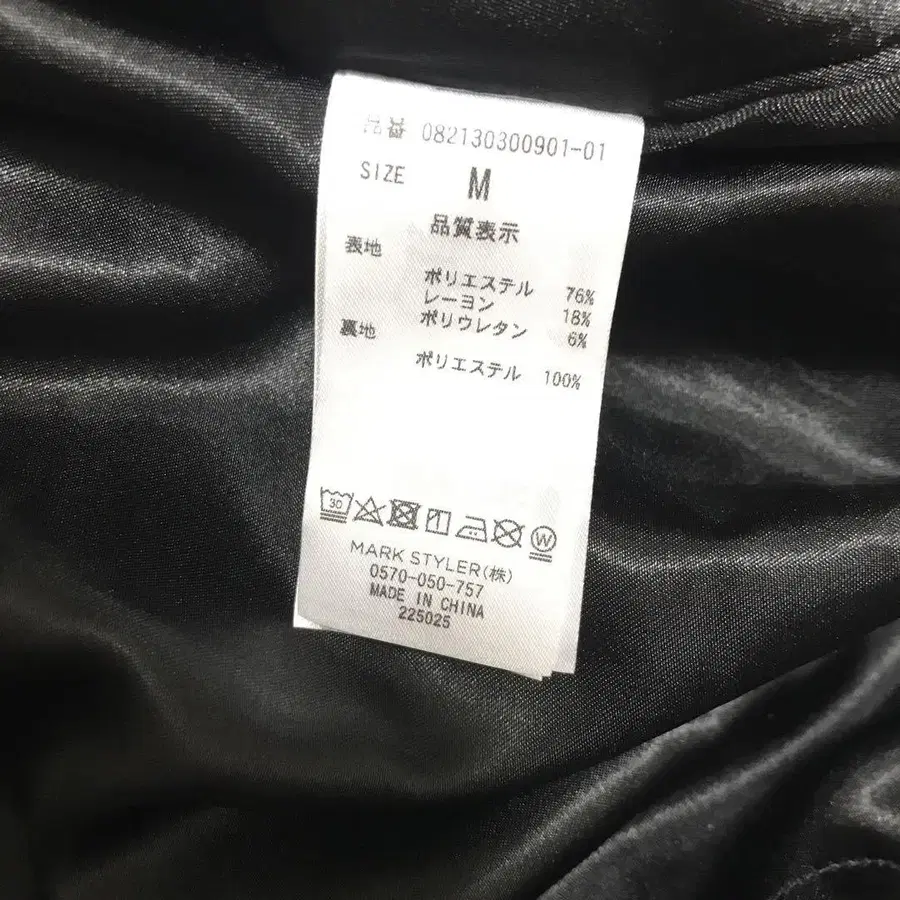 品番 082130300901-01
SIZE M
品質表示
表地
ポリエステル 76%
レーヨン 18%
ポリウレタン 6%
裏地
ポリエステル 100%
30
W
MARK STYLER(株)
0570-050-757
MADE IN CHINA
225025